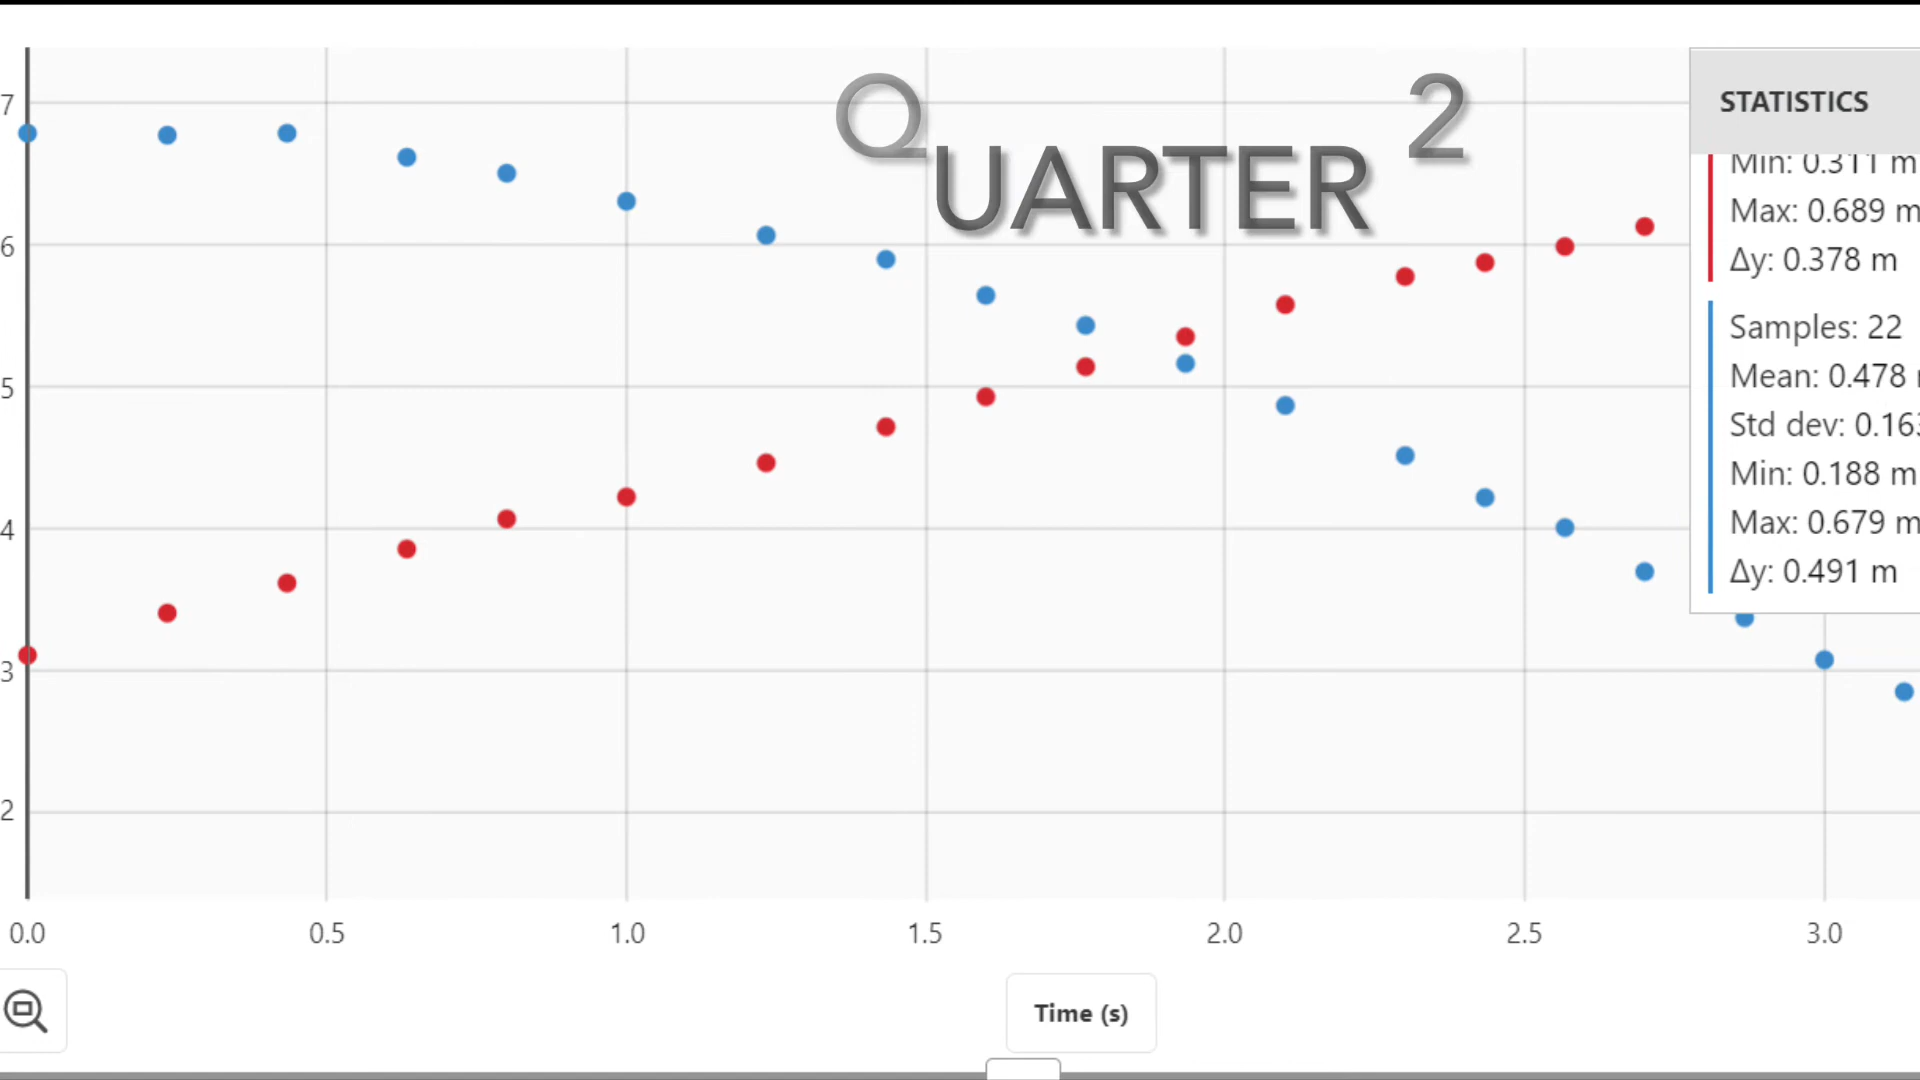 QUARTER 2
7
6
5
4
3
2
0.0 0.5 1.0 1.5 2.0 2.5 3.0
Time (s)
STATISTICS
Min: 0.311 m
Max: 0.689 m
Δy: 0.378 m
Samples: 22
Mean: 0.478
Std dev: 0.163
Min: 0.188 m
Max: 0.679 m
Δy: 0.491 m